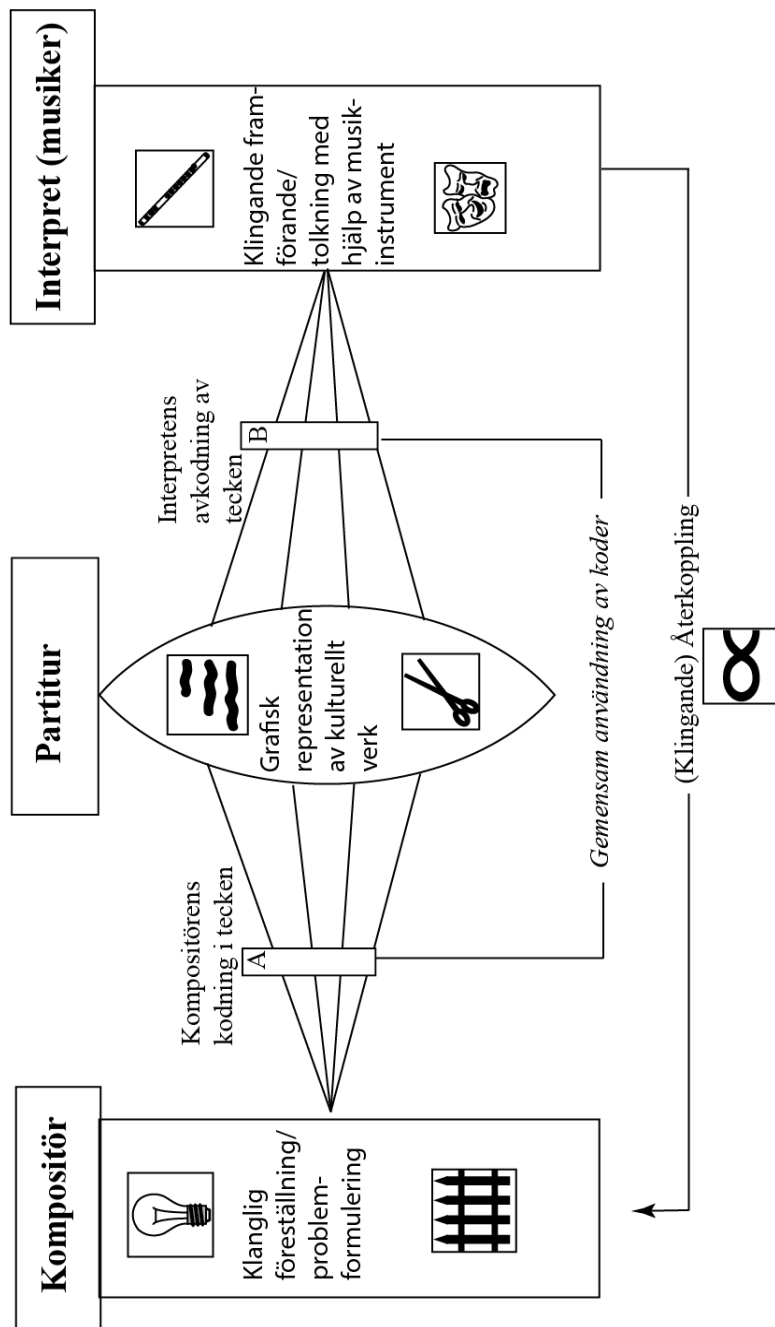 Kompositör
Klanglig
föreställning/
problem-
formulering
Kompositörens
kodning i tecken
A
Partitur
Grafisk
representation
av kulturellt
verk
Interpretens
avkodning av
tecken
B
Interpret (musiker)
Klingande fram-
förande/
tolkning med
hjälp av musik-
instrument
Gemensam användning av koder
(Klingande) Återkoppling